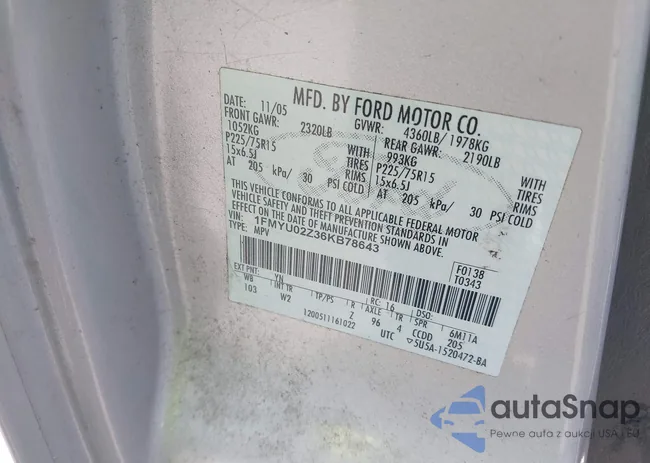 MFD. BY FORD MOTOR CO.
DATE: 11/05 GVWR: 4360LB/ 1978KG
FRONT GAWR: 2320LB REAR GAWR: 2190LB
1052KG WITH 993KG WITH
P225/75R15 TIRES P225/75R15 TIRES
15x6.5J RIMS 15x6.5J RIMS
AT 205 kPa/ 30 PSI COLD AT 205 kPa/ 30 PSI COLD
THIS VEHICLE CONFORMS TO ALL APPLICABLE FEDERAL MOTOR
VEHICLE SAFETY AND THEFT PREVENTION STANDARDS IN
EFFECT ON THE DATE OF MANUFACTURE SHOWN ABOVE.
VIN: 1FMYU02Z36KB78643
TYPE: MPV
F0138
T0343
EXT PNT: YN RC: 16 DSO:
WB INT TR TP/PS R AXLE TR SPR 6M11A
103 W2 Z 96 4 CCDD 205
1200511161022 UTC ▽5U5A-1520472-BA
Ford
autoSnap
Pewne auta z aukcji USA i EU